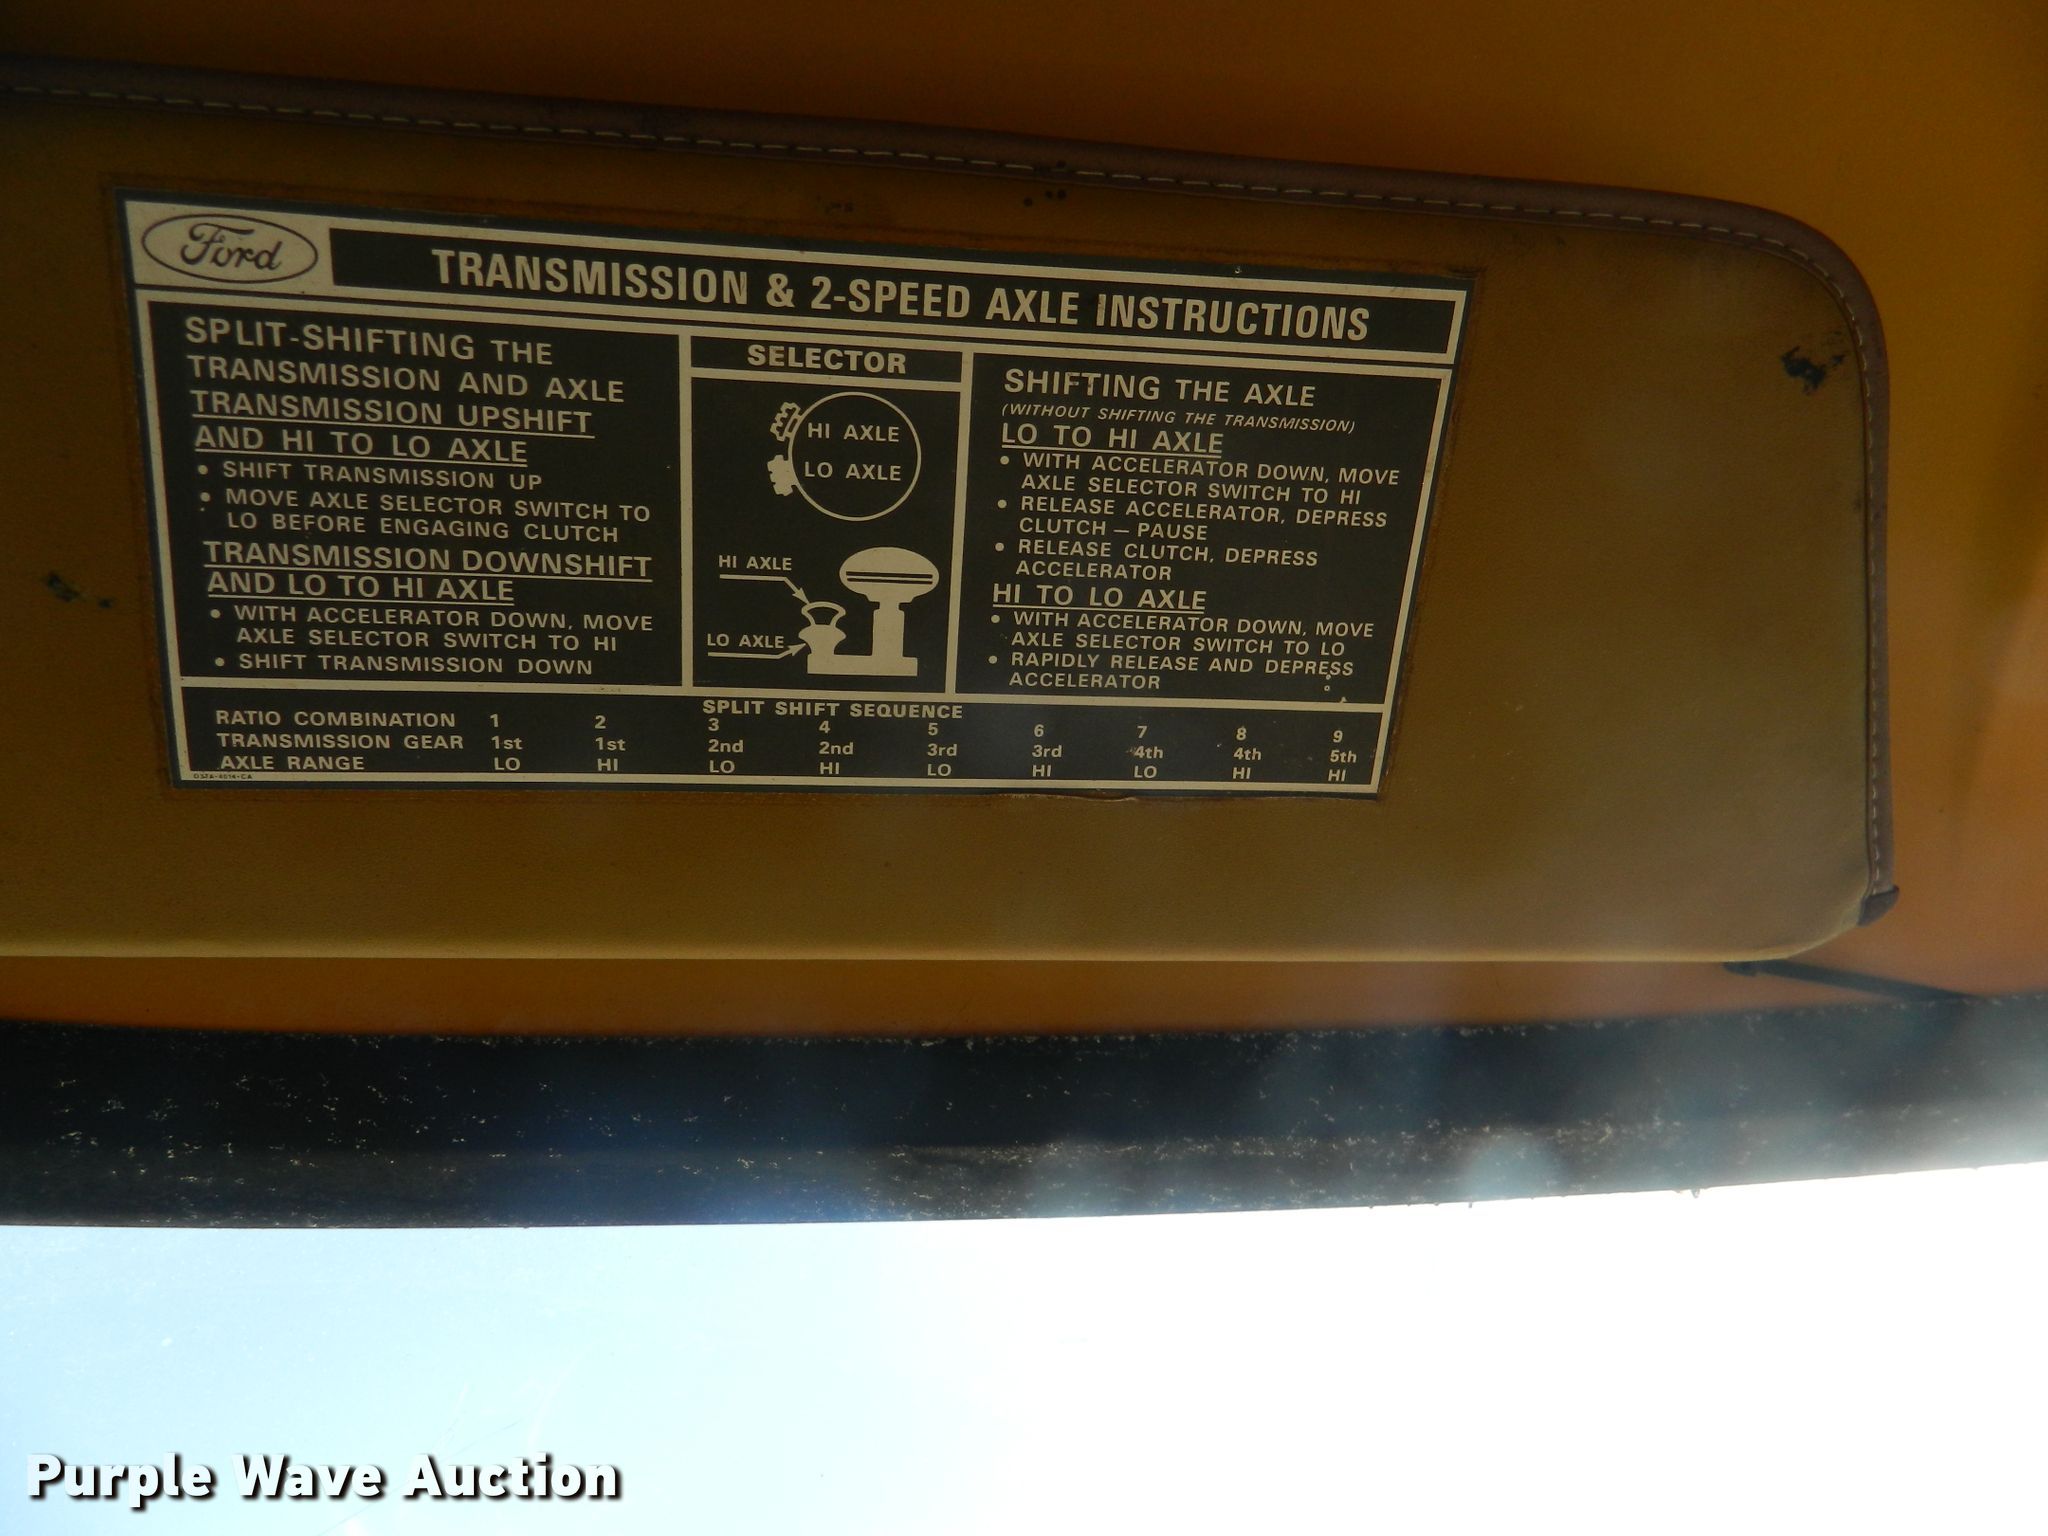 Ford
TRANSMISSION & 2-SPEED AXLE INSTRUCTIONS
SPLIT-SHIFTING THE
TRANSMISSION AND AXLE
TRANSMISSION UPSHIFT
AND HI TO LO AXLE
• SHIFT TRANSMISSION UP
• MOVE AXLE SELECTOR SWITCH TO
LO BEFORE ENGAGING CLUTCH
TRANSMISSION DOWNSHIFT
AND LO TO HI AXLE
• WITH ACCELERATOR DOWN, MOVE
AXLE SELECTOR SWITCH TO HI
• SHIFT TRANSMISSION DOWN
SELECTOR
HI AXLE
LO AXLE
HI AXLE
LO AXLE
SHIFTING THE AXLE
(WITHOUT SHIFTING THE TRANSMISSION)
LO TO HI AXLE
• WITH ACCELERATOR DOWN, MOVE
AXLE SELECTOR SWITCH TO HI
• RELEASE ACCELERATOR, DEPRESS
CLUTCH — PAUSE
• RELEASE CLUTCH, DEPRESS
ACCELERATOR
HI TO LO AXLE
• WITH ACCELERATOR DOWN, MOVE
AXLE SELECTOR SWITCH TO LO
• RAPIDLY RELEASE AND DEPRESS
ACCELERATOR
SPLIT SHIFT SEQUENCE
RATIO COMBINATION 1 2 3 4 5 6 7 8 9
TRANSMISSION GEAR 1st 1st 2nd 2nd 3rd 3rd 4th 4th 5th
AXLE RANGE LO HI LO HI LO HI LO HI HI
D3TA-4014-CA
Purple Wave Auction